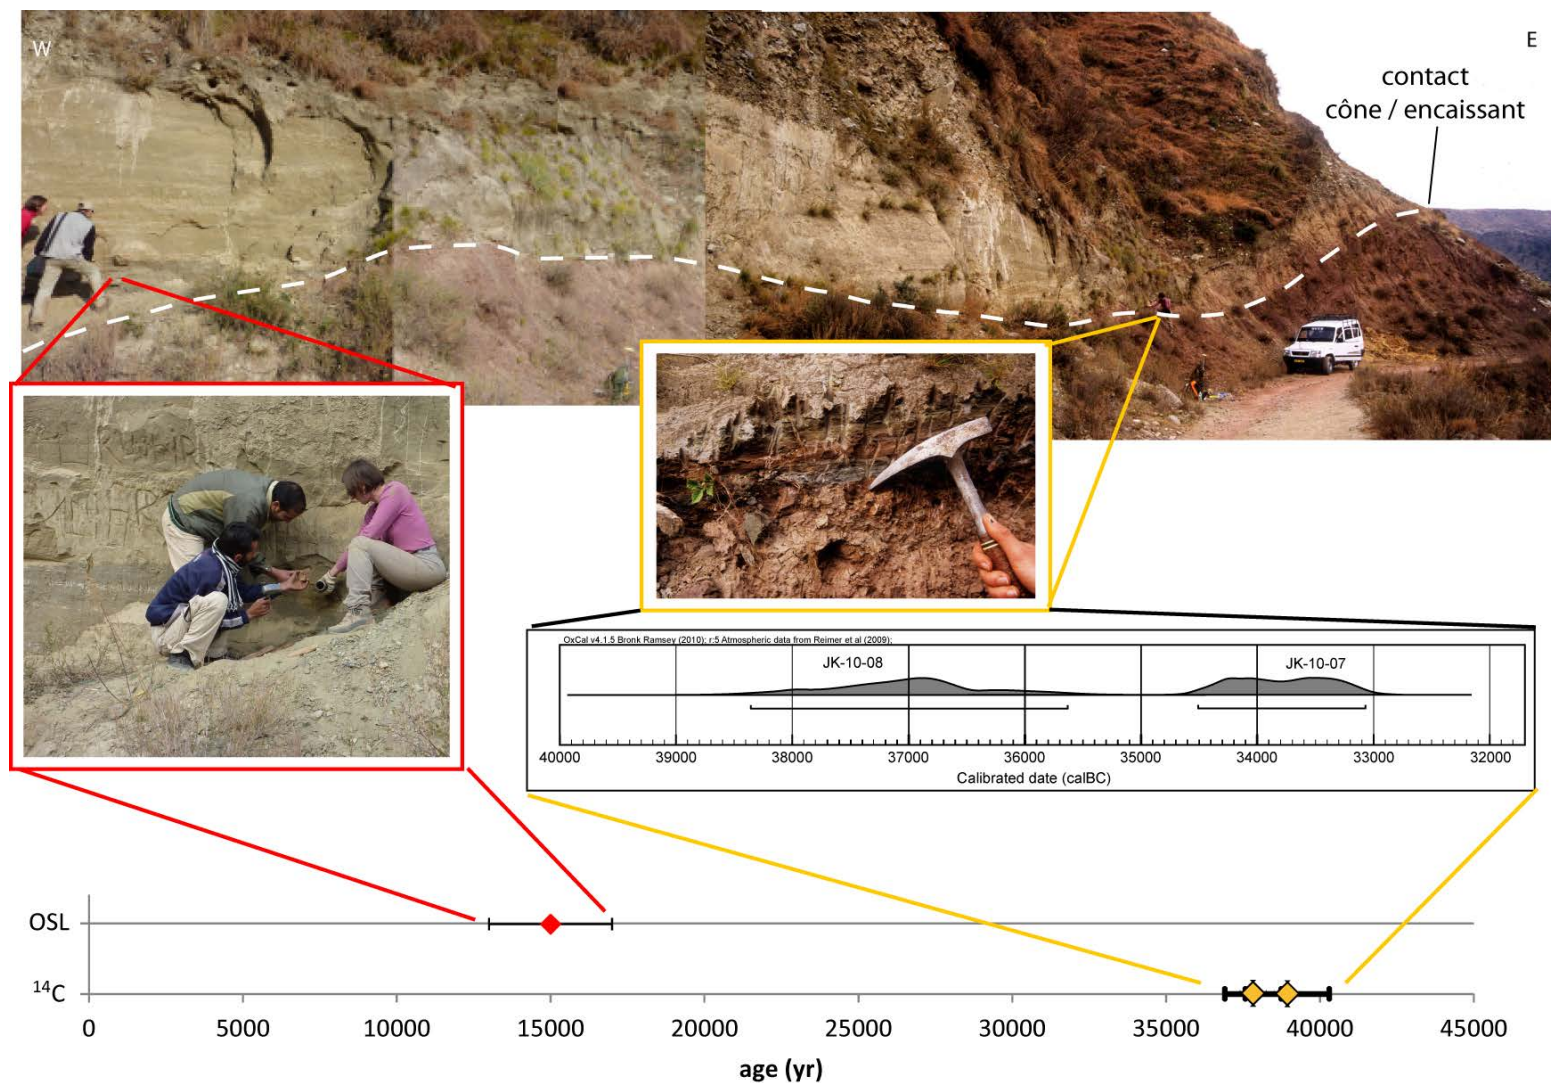 W
E
contact
cône / encaissant
OxCal v4.1.5 Bronk Ramsey (2010); r:5 Atmospheric data from Reimer et al (2009);
JK-10-08
JK-10-07
40000
39000
38000
37000
36000
35000
34000
33000
32000
Calibrated date (calBC)
OSL
14C
0
5000
10000
15000
20000
25000
30000
35000
40000
45000
age (yr)